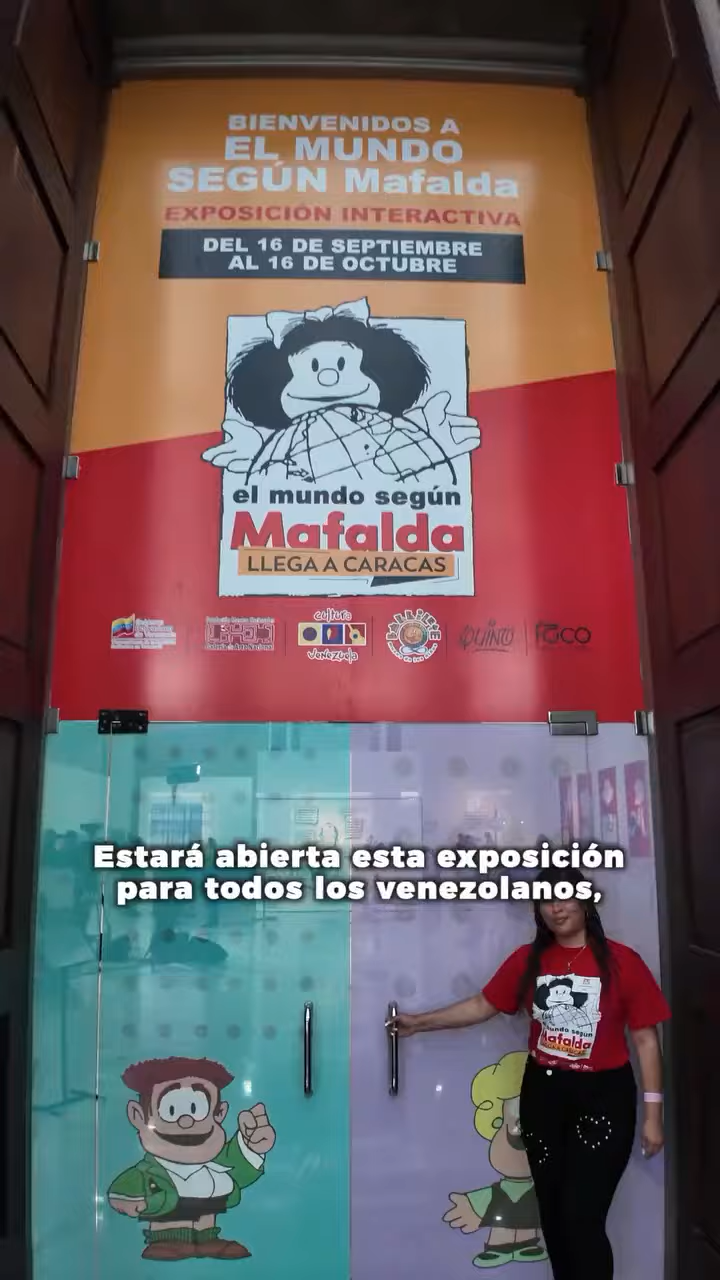 BIENVENIDOS A
EL MUNDO
SEGÚN Mafalda
EXPOSICIÓN INTERACTIVA
DEL 16 DE SEPTIEMBRE
AL 16 DE OCTUBRE
el mundo según
Mafalda
LLEGA A CARACAS
cultura
Venezuela
QUINO
FOCO
Estará abierta esta exposición
para todos los venezolanos,
mundo según
Mafalda